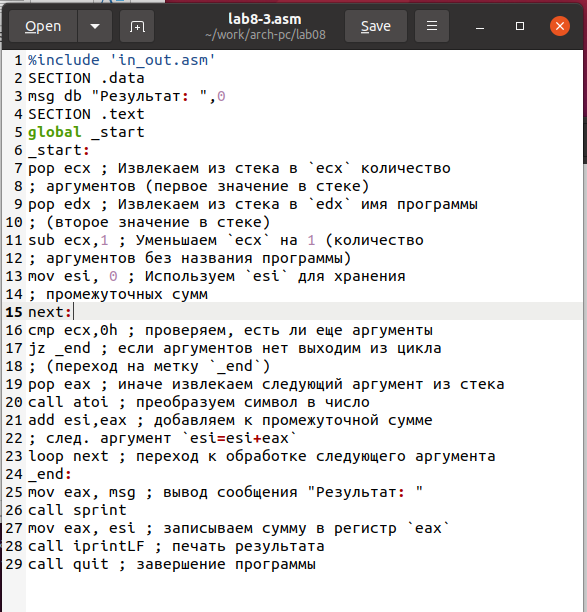 Open
lab8-3.asm
~/work/arch-pc/lab08
Save
1 %include 'in_out.asm'
2 SECTION .data
3 msg db "Результат: ",0
4 SECTION .text
5 global _start
6 _start:
7 pop ecx ; Извлекаем из стека в `ecx` количество
8 ; аргументов (первое значение в стеке)
9 pop edx ; Извлекаем из стека в `edx` имя программы
10 ; (второе значение в стеке)
11 sub ecx,1 ; Уменьшаем `ecx` на 1 (количество
12 ; аргументов без названия программы)
13 mov esi, 0 ; Используем `esi` для хранения
14 ; промежуточных сумм
15 next:
16 cmp ecx,0h ; проверяем, есть ли еще аргументы
17 jz _end ; если аргументов нет выходим из цикла
18 ; (переход на метку `_end`)
19 pop eax ; иначе извлекаем следующий аргумент из стека
20 call atoi ; преобразуем символ в число
21 add esi,eax ; добавляем к промежуточной сумме
22 ; след. аргумент `esi=esi+eax`
23 loop next ; переход к обработке следующего аргумента
24 _end:
25 mov eax, msg ; вывод сообщения "Результат: "
26 call sprint
27 mov eax, esi ; записываем сумму в регистр `eax`
28 call iprintLF ; печать результата
29 call quit ; завершение программы